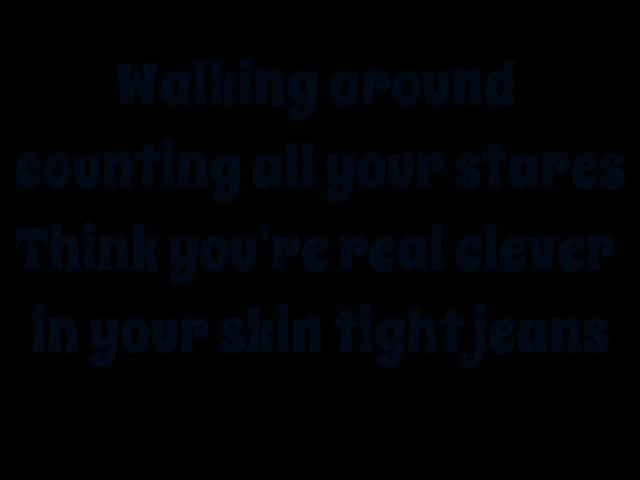 Walking around
counting all your stares
Think you're real clever
in your skin tight jeans